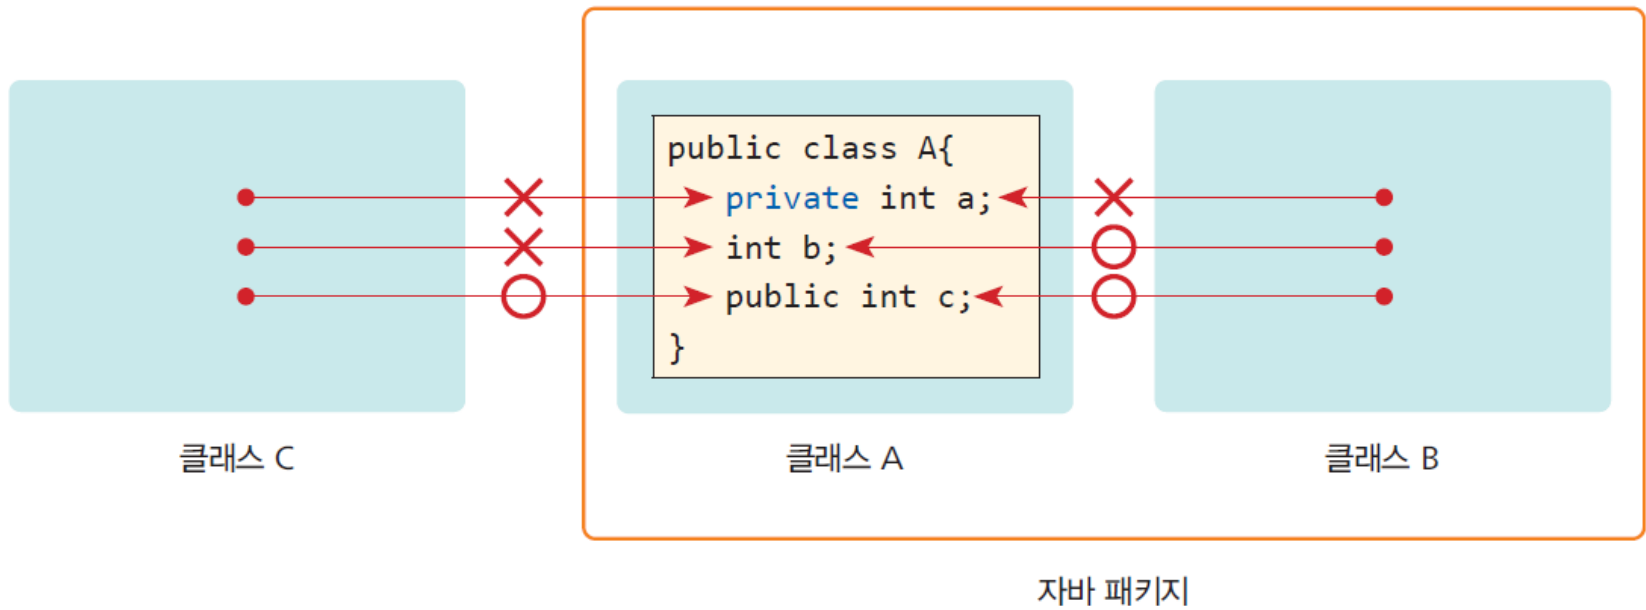 public class A{
private int a;
int b;
public int c;
}
클래스 C
클래스 A
클래스 B
자바 패키지